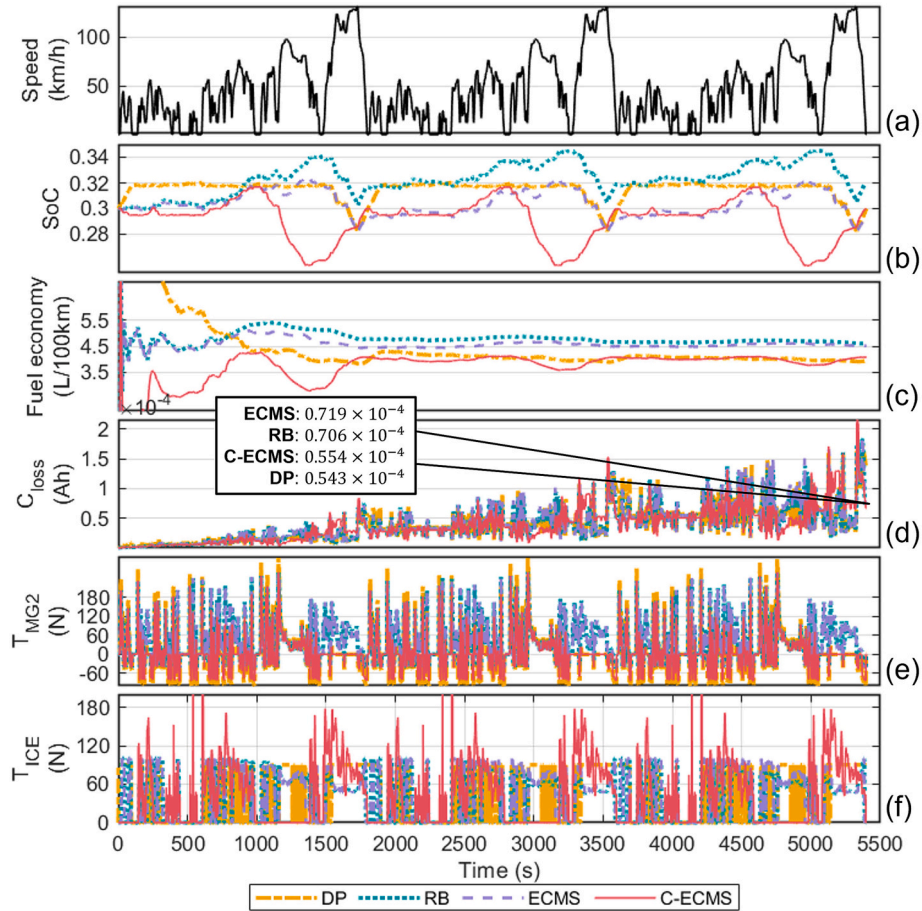 100
50
Speed
(km/h)
(a)
0.34
0.32
0.3
0.28
SoC
(b)
5.5
4.5
3.5
Fuel economy
(L/100km)
(c)
×10⁻⁴
ECMS: 0.719 × 10⁻⁴
RB: 0.706 × 10⁻⁴
C-ECMS: 0.554 × 10⁻⁴
DP: 0.543 × 10⁻⁴
2
1.5
1
0.5
C_loss
(Ah)
(d)
180
120
60
0
-60
T_MG2
(N)
(e)
180
120
60
0
T_ICE
(N)
(f)
0 500 1000 1500 2000 2500 3000 3500 4000 4500 5000 5500
Time (s)
DP RB ECMS C-ECMS